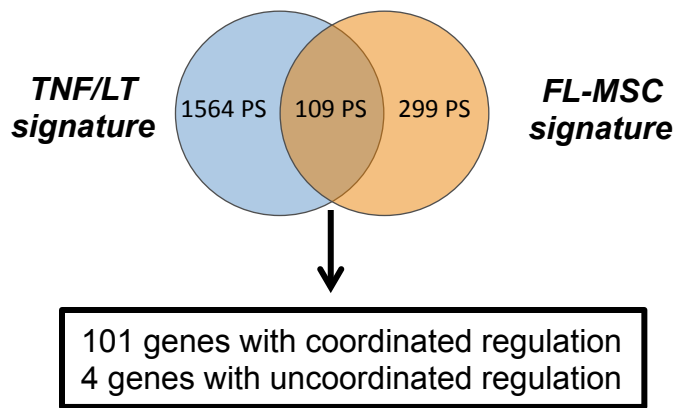 TNF/LT
signature
1564 PS
109 PS
299 PS
FL-MSC
signature
101 genes with coordinated regulation
4 genes with uncoordinated regulation